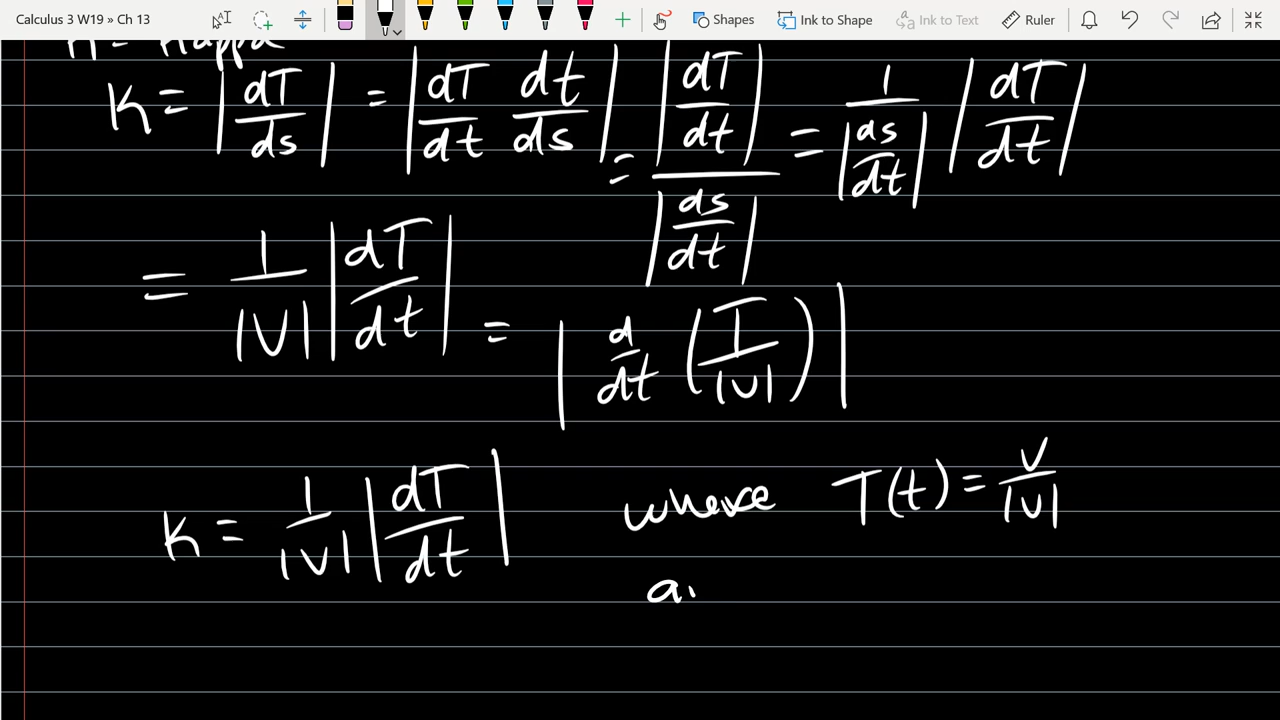 Calculus 3 W19 » Ch 13 Shapes Ink to Shape Ink to Text Ruler
K = |dT/ds| = |dT/dt dt/ds| = |dT/dt| / |ds/dt| = 1/|ds/dt| |dT/dt|
= 1/|V| |dT/dt| = |d/dt (T/|V|)|
K = 1/|V| |dT/dt| where T(t) = V/|V|
a